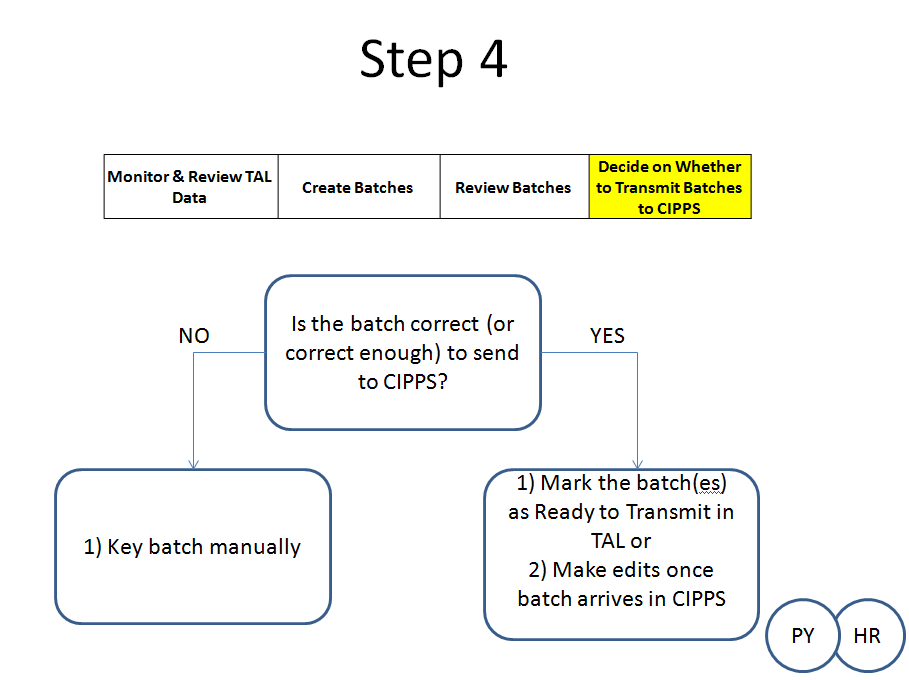 Step 4
Monitor & Review TAL
Data
Create Batches
Review Batches
Decide on Whether
to Transmit Batches
to CIPPS
Is the batch correct (or
correct enough) to send
to CIPPS?
NO
YES
1) Key batch manually
1) Mark the batch(es)
as Ready to Transmit in
TAL or
2) Make edits once
batch arrives in CIPPS
PY
HR